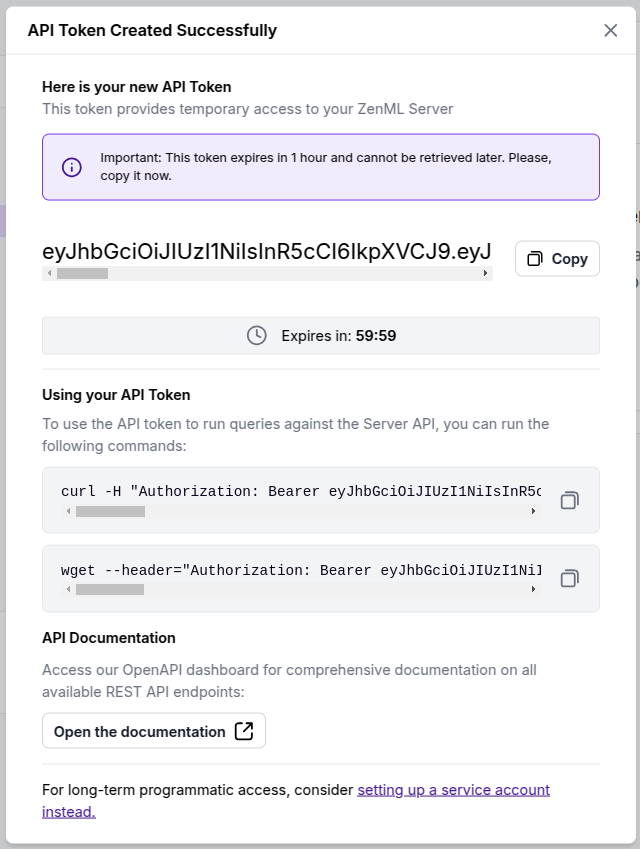 API Token Created Successfully
Here is your new API Token
This token provides temporary access to your ZenML Server
Important: This token expires in 1 hour and cannot be retrieved later. Please,
copy it now.
eyJhbGciOiJIUzI1NiIsInR5cCI6IkpXVCJ9.eyJ
Copy
Expires in: 59:59
Using your API Token
To use the API token to run queries against the Server API, you can run the
following commands:
curl -H "Authorization: Bearer eyJhbGciOiJIUzI1NiIsInR5c
wget --header="Authorization: Bearer eyJhbGciOiJIUzI1NiI
API Documentation
Access our OpenAPI dashboard for comprehensive documentation on all
available REST API endpoints:
Open the documentation
For long-term programmatic access, consider setting up a service account
instead.